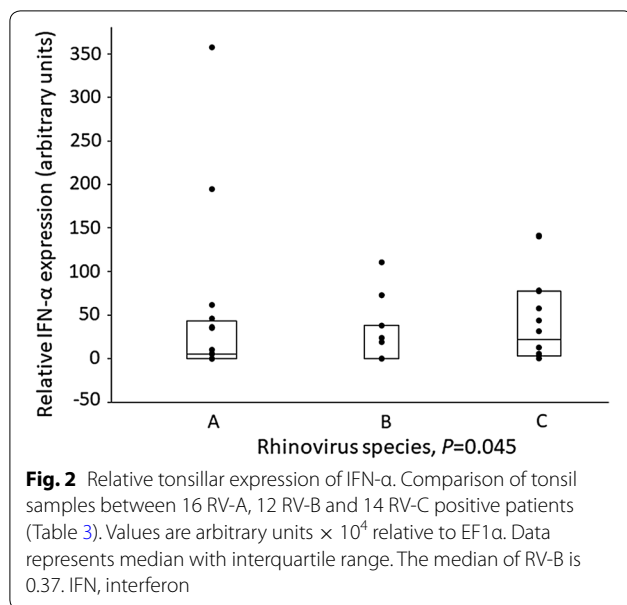 Relative IFN-α expression (arbitrary units)
350
300
250
200
150
100
50
0
-50
A B C
Rhinovirus species, P=0.045
Fig. 2 Relative tonsillar expression of IFN-α. Comparison of tonsil
samples between 16 RV-A, 12 RV-B and 14 RV-C positive patients
(Table 3). Values are arbitrary units × 10⁴ relative to EF1α. Data
represents median with interquartile range. The median of RV-B is
0.37. IFN, interferon